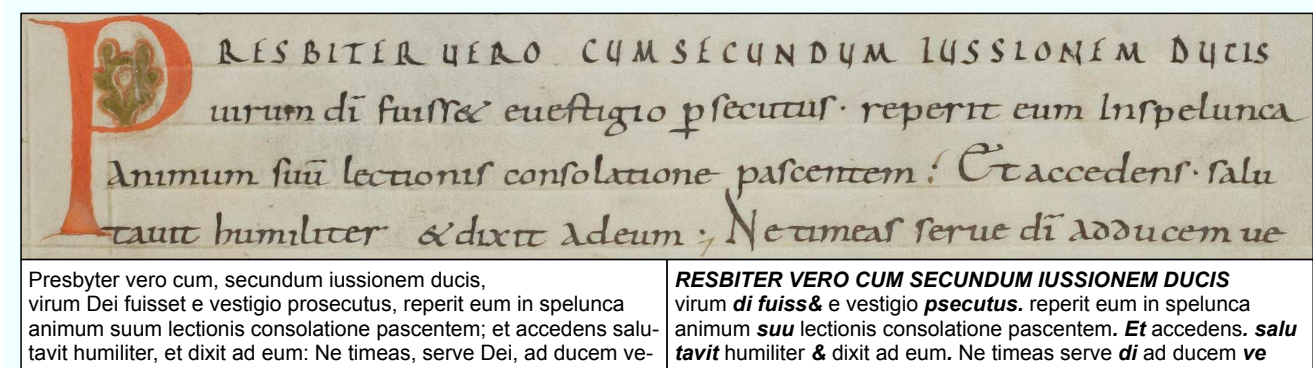 PRESBITER UERO CUM SECUNDUM IUSSIONEM DUCIS
uirum dī fuiss& euestigio ꝑsecutus· reperit eum Inspelunca
Animum suū lectionis consolatione pascentem; Et accedens· salu
tauit humiliter &dixit Adeum; Netimeas serue dī Adducem ue
Presbyter vero cum, secundum iussionem ducis,
virum Dei fuisset e vestigio prosecutus, reperit eum in spelunca
animum suum lectionis consolatione pascentem; et accedens salu-
tavit humiliter, et dixit ad eum: Ne timeas, serve Dei, ad ducem ve-
RESBITER VERO CUM SECUNDUM IUSSIONEM DUCIS
virum di fuiss& e vestigio psecutus. reperit eum in spelunca
animum suu lectionis consolatione pascentem. Et accedens. salu
tavit humiliter & dixit ad eum. Ne timeas serve di ad ducem ve